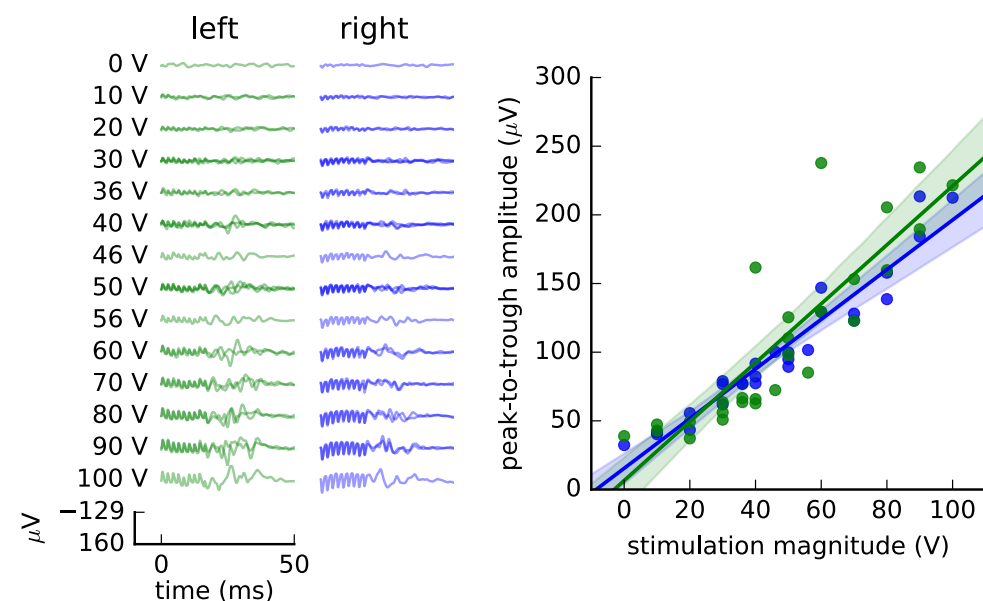 left
right
0 V
10 V
20 V
30 V
36 V
40 V
46 V
50 V
56 V
60 V
70 V
80 V
90 V
100 V
μV
−129
160
0
50
time (ms)
peak-to-trough amplitude (μV)
300
250
200
150
100
50
0
0
20
40
60
80
100
stimulation magnitude (V)